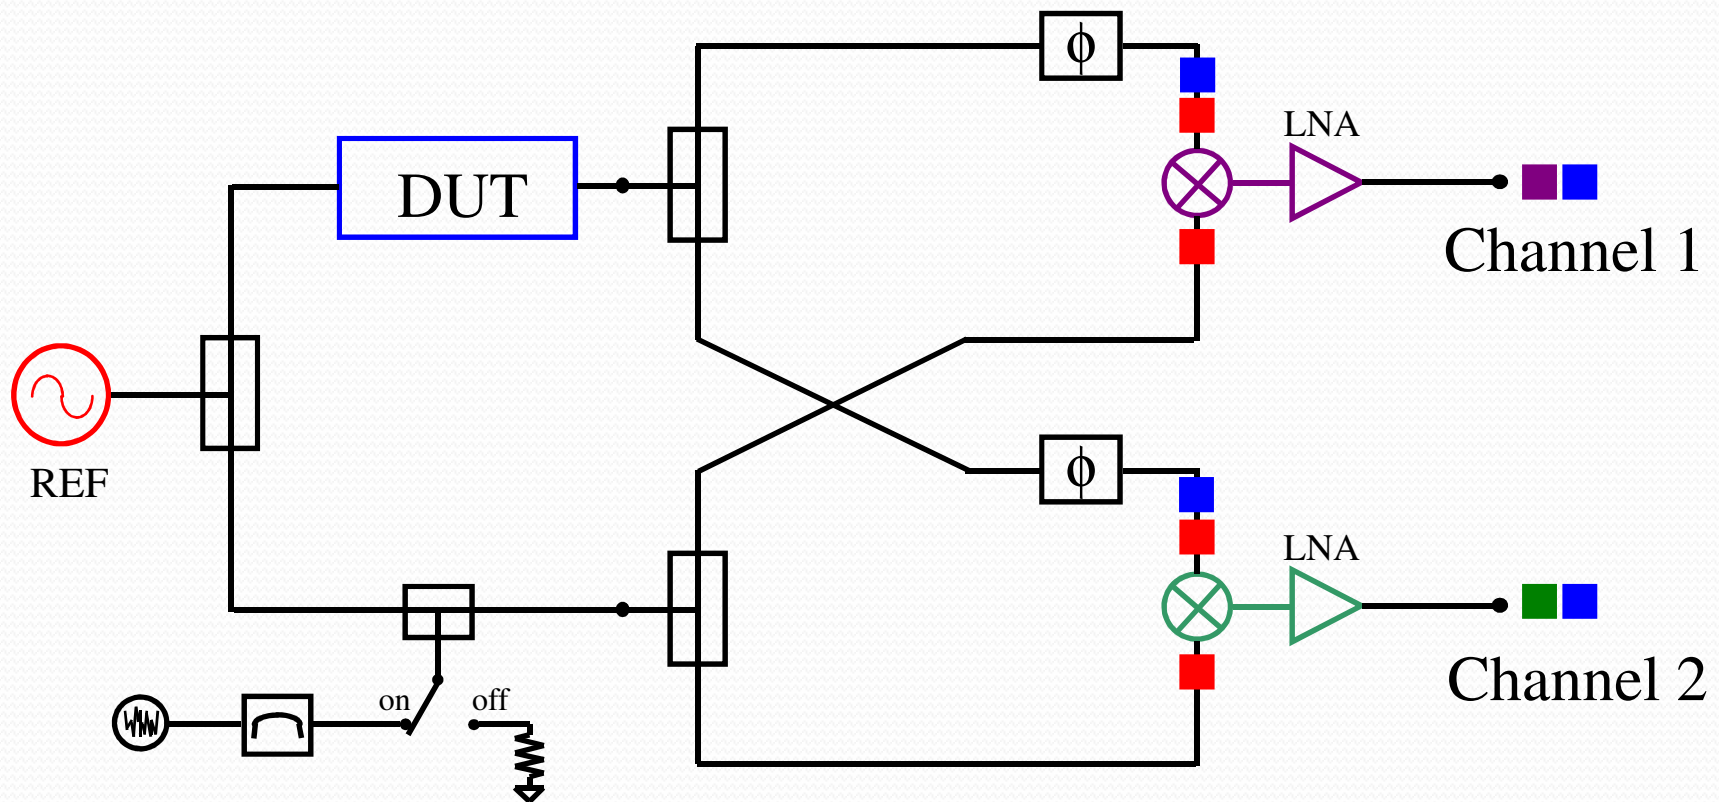 ϕ
LNA
DUT
Channel 1
REF
ϕ
LNA
on
off
Channel 2